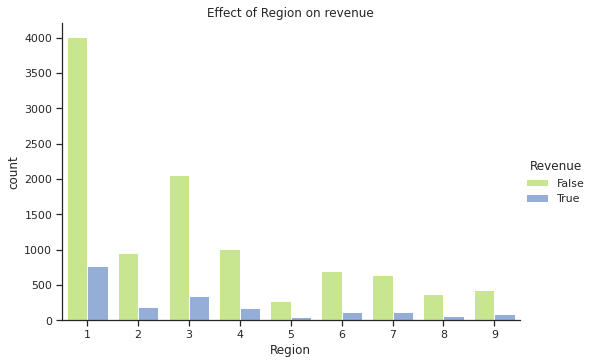 Effect of Region on revenue
4000
3500
3000
2500
2000
1500
1000
500
0
count
1 2 3 4 5 6 7 8 9
Region
Revenue
False
True